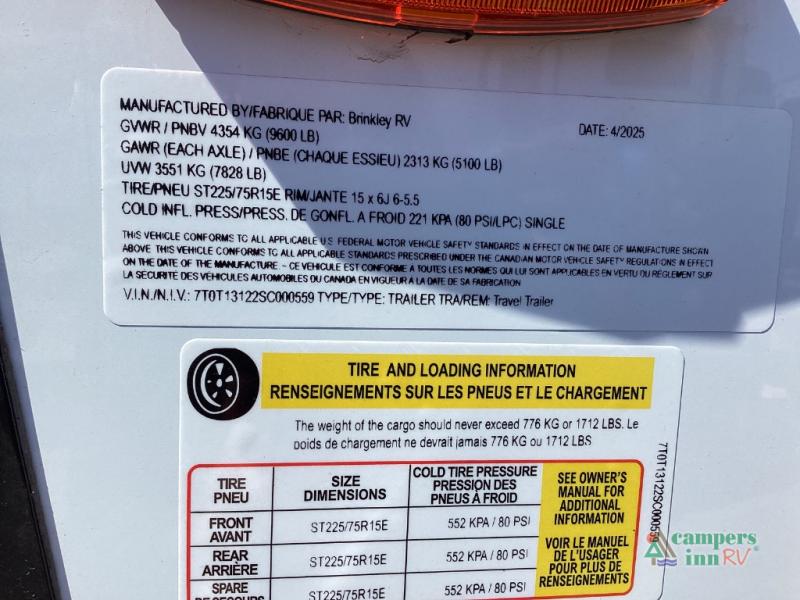 MANUFACTURED BY/FABRIQUE PAR: Brinkley RV
DATE: 4/2025
GVWR / PNBV 4354 KG (9600 LB)
GAWR (EACH AXLE) / PNBE (CHAQUE ESSIEU) 2313 KG (5100 LB)
UVW 3551 KG (7828 LB)
TIRE/PNEU ST225/75R15E RIM/JANTE 15 x 6J 6-5.5
COLD INFL. PRESS/PRESS. DE GONFL. A FROID 221 KPA (80 PSI/LPC) SINGLE
THIS VEHICLE CONFORMS TO ALL APPLICABLE U.S. FEDERAL MOTOR VEHICLE SAFETY STANDARDS IN EFFECT ON THE DATE OF MANUFACTURE SHOWN
ABOVE THIS VEHICLE CONFORMS TO ALL APPLICABLE STANDARDS PRESCRIBED UNDER THE CANADIAN MOTOR VEHICLE SAFETY REGULATIONS IN EFFECT
ON THE DATE OF THE MANUFACTURE. - CE VEHICULE EST CONFORME A TOUTES LES NORMES QUI LUI SONT APPLICABLES EN VERTU DU REGLEMENT SUR
LA SECURITE DES VEHICULES AUTOMOBILES DU CANADA EN VIGUEUR A LA DATE DE SA FABRICATION
V.I.N./N.I.V.: 7T0T13122SC000559 TYPE/TYPE: TRAILER TRA/REM: Travel Trailer
TIRE AND LOADING INFORMATION
RENSEIGNEMENTS SUR LES PNEUS ET LE CHARGEMENT
The weight of the cargo should never exceed 776 KG or 1712 LBS. Le
poids de chargement ne devrait jamais 776 KG ou 1712 LBS
TIRE
PNEU
SIZE
DIMENSIONS
COLD TIRE PRESSURE
PRESSION DES
PNEUS À FROID
SEE OWNER'S
MANUAL FOR
ADDITIONAL
INFORMATION
VOIR LE MANUEL
DE L'USAGER
POUR PLUS DE
RENSEIGNEMENTS
FRONT
AVANT
ST225/75R15E
552 KPA / 80 PSI
REAR
ARRIÈRE
ST225/75R15E
552 KPA / 80 PSI
SPARE
DE SECOURS
ST225/75R15E
552 KPA / 80 PSI
7T0T13122SC000559
campers
inn RV